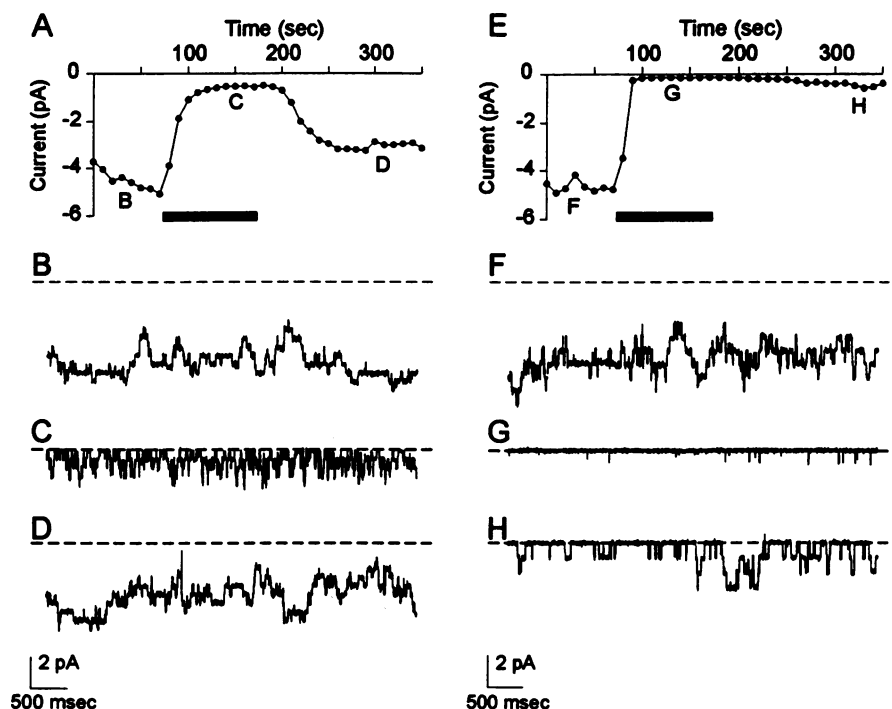 A
Time (sec)
100 200 300
0
-2
-4
-6
Current (pA)
B
C
D
E
Time (sec)
100 200 300
0
-2
-4
-6
Current (pA)
F
G
H
B
C
D
2 pA
500 msec
F
G
H
2 pA
500 msec